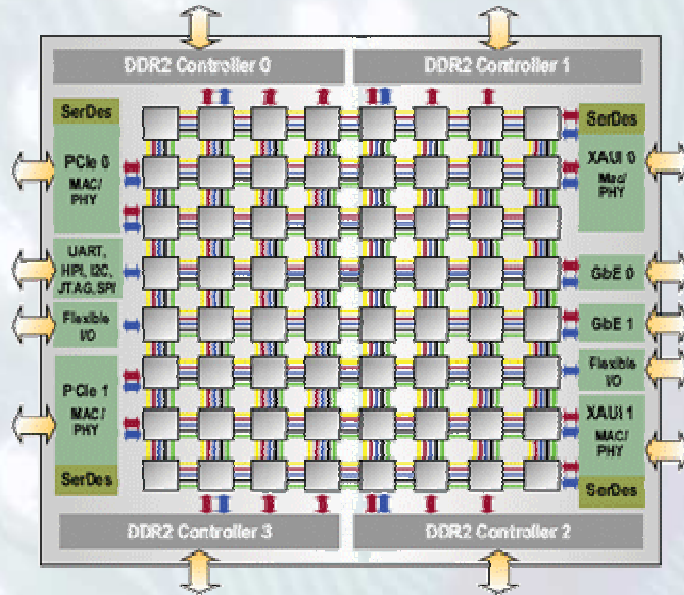 DDR2 Controller 0
DDR2 Controller 1
SerDes
PCIe 0
MAC/
PHY
UART,
HIPI, I2C,
JTAG,SPI
Flexible
I/O
PCIe 1
MAC/
PHY
SerDes
SerDes
XAUI 0
Mac/
PHY
GbE 0
GbE 1
Flexible
I/O
XAUI 1
MAC/
PHY
SerDes
DDR2 Controller 3
DDR2 Controller 2